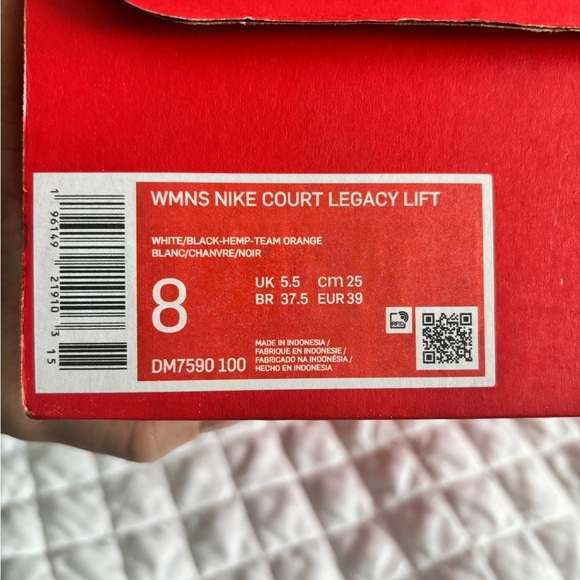 WMNS NIKE COURT LEGACY LIFT
WHITE/BLACK-HEMP-TEAM ORANGE
BLANC/CHANVRE/NOIR
8
UK 5.5 cm 25
BR 37.5 EUR 39
DM7590 100
MADE IN INDONESIA /
FABRIQUE EN INDONESIE /
FABRICADO NA INDONÉSIA /
HECHO EN INDONESIA
RFID
1 96149 21910 3 15